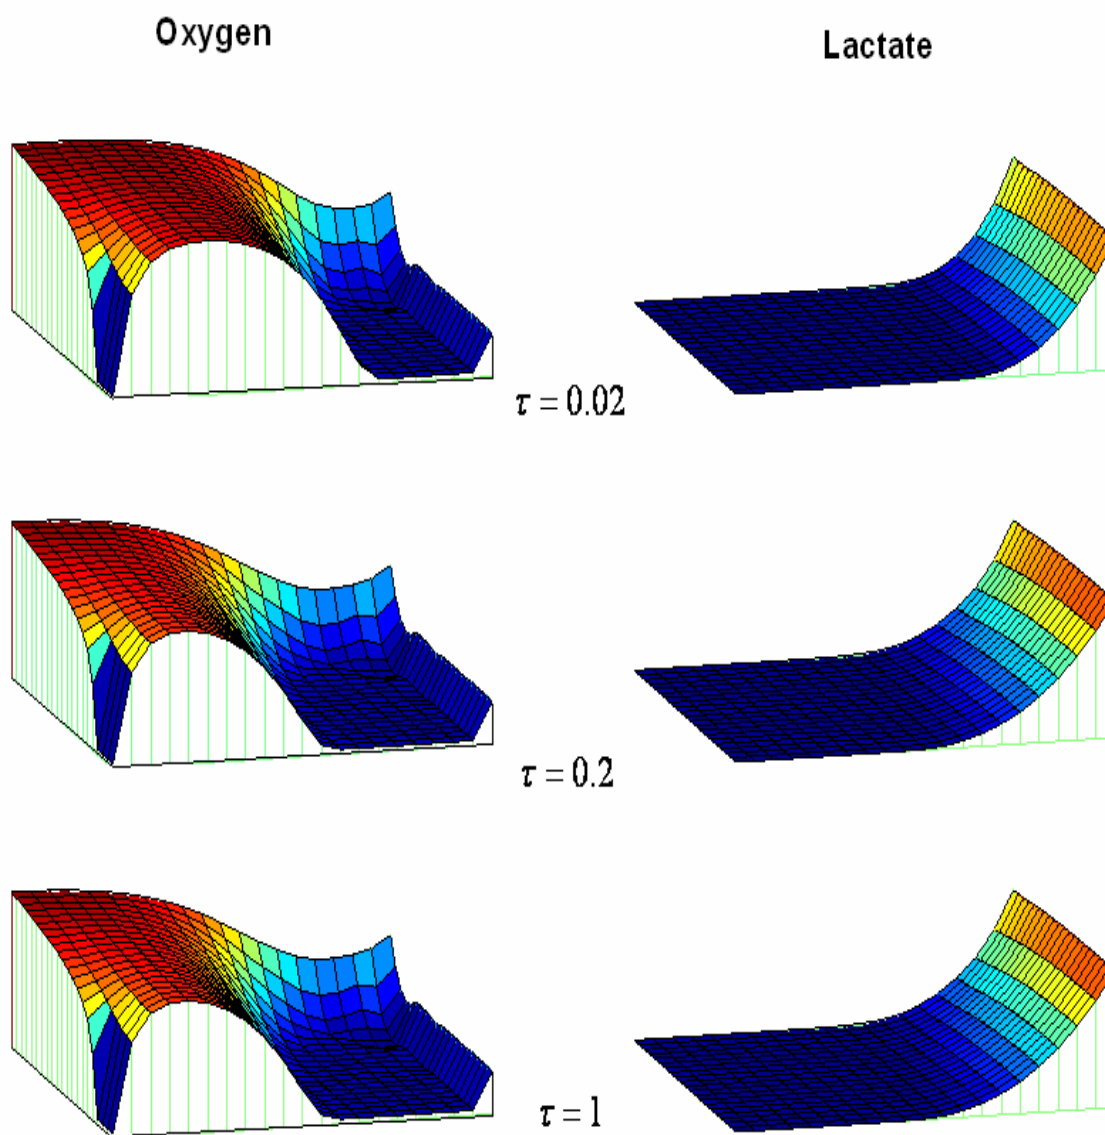 Oxygen
Lactate
τ = 0.02
τ = 0.2
τ = 1